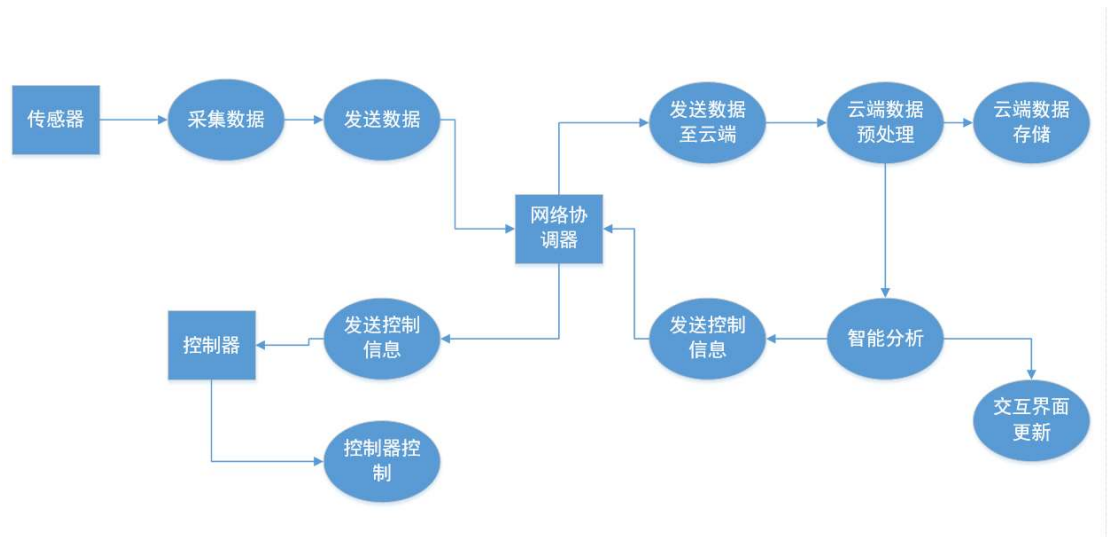 传感器
采集数据
发送数据
发送数据
至云端
云端数据
预处理
云端数据
存储
网络协
调器
控制器
发送控制
信息
发送控制
信息
智能分析
交互界面
更新
控制器控
制